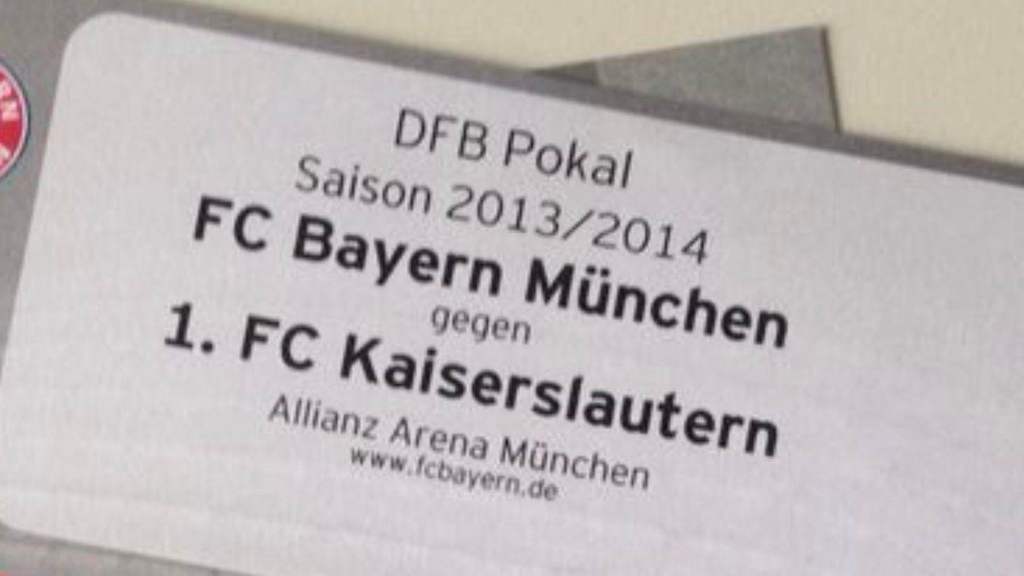 DFB Pokal
Saison 2013/2014
FC Bayern München
gegen
1. FC Kaiserslautern
Allianz Arena München
www.fcbayern.de